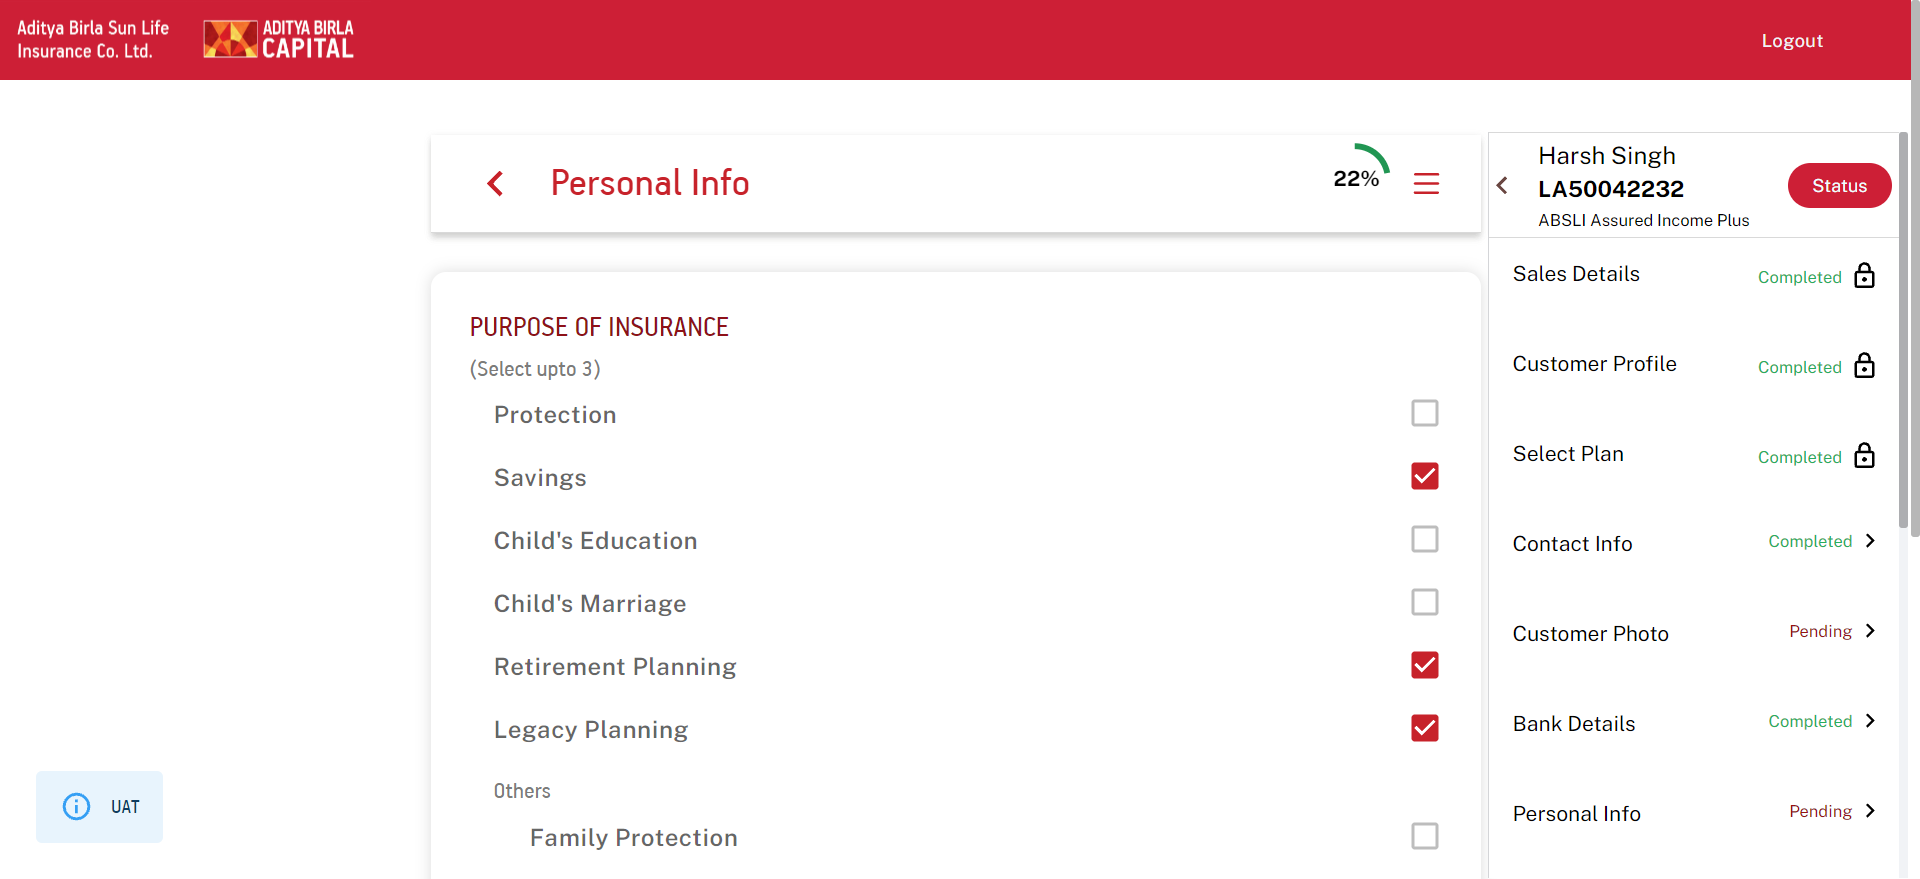 Aditya Birla Sun Life
Insurance Co. Ltd.
ADITYA BIRLA
CAPITAL
Logout
Personal Info
22%
PURPOSE OF INSURANCE
(Select upto 3)
Protection
Savings
Child's Education
Child's Marriage
Retirement Planning
Legacy Planning
Others
Family Protection
UAT
Harsh Singh
LA50042232
ABSLI Assured Income Plus
Status
Sales Details Completed
Customer Profile Completed
Select Plan Completed
Contact Info Completed
Customer Photo Pending
Bank Details Completed
Personal Info Pending